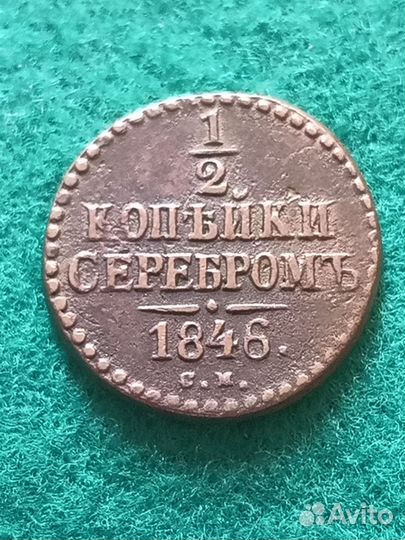 1
2
КОПѢЙКИ
СЕРЕБРОМЪ
1846.
С.М.
Avito